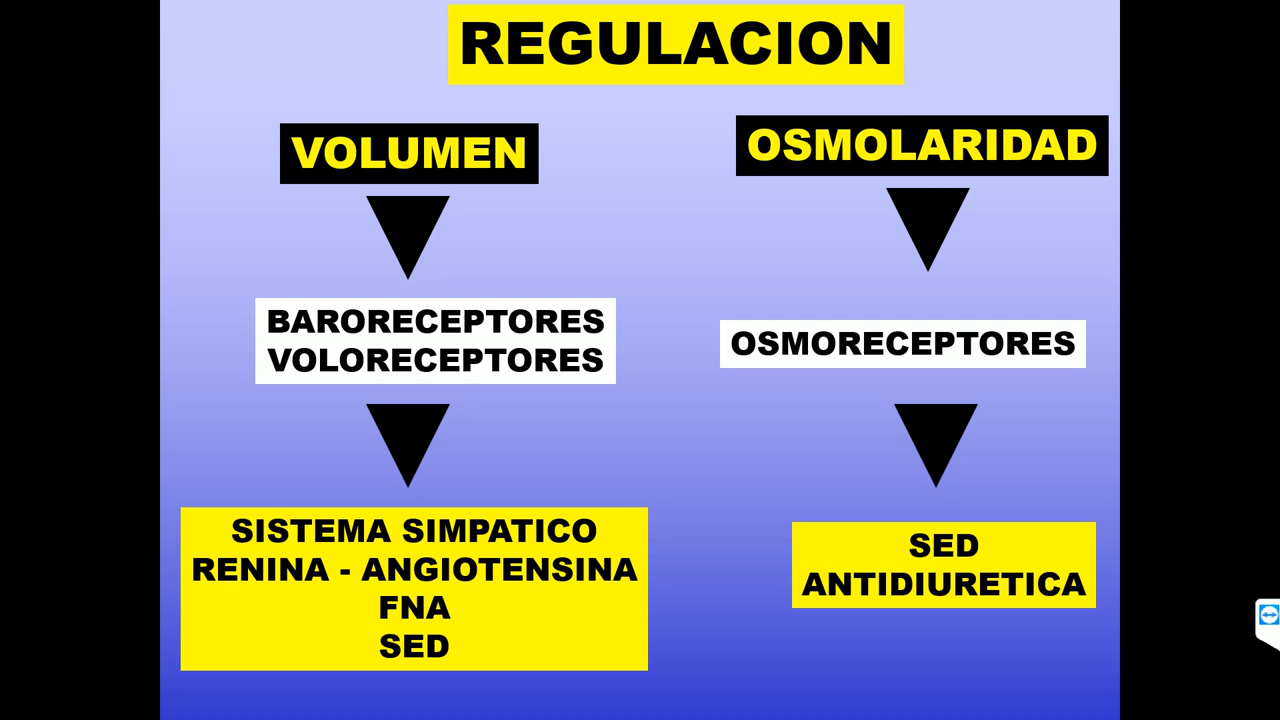 REGULACION
VOLUMEN
BARORECEPTORES
VOLORECEPTORES
SISTEMA SIMPATICO
RENINA - ANGIOTENSINA
FNA
SED
OSMOLARIDAD
OSMORECEPTORES
SED
ANTIDIURETICA